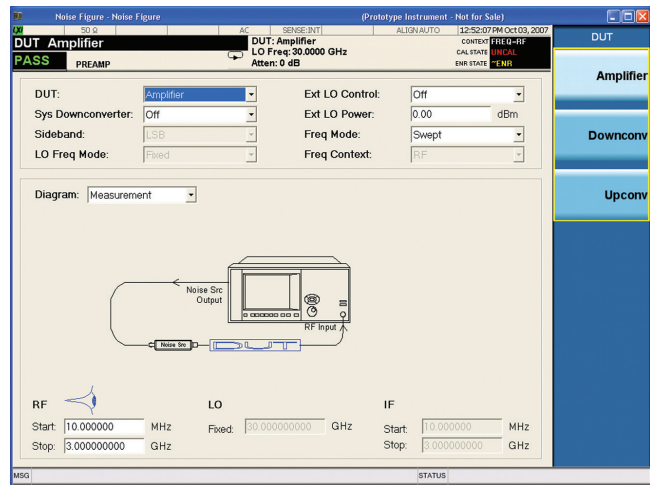 Noise Figure - Noise Figure (Prototype Instrument - Not for Sale)
LXI 50 Ω AC SENSE:INT ALIGN AUTO 12:52:07 PM Oct 03, 2007
DUT Amplifier DUT: Amplifier CONTEXT FREQ=RF
LO Freq: 30.0000 GHz CAL STATE UNCAL
PASS PREAMP Atten: 0 dB ENR STATE ~ENR
DUT
Amplifier
Downconv
Upconv
DUT: Amplifier Ext LO Control: Off
Sys Downconverter: Off Ext LO Power: 0.00 dBm
Sideband: LSB Freq Mode: Swept
LO Freq Mode: Fixed Freq Context: RF
Diagram: Measurement
Noise Src
Output
RF Input
Noise Src
RF LO IF
Start: 10.000000 MHz Fixed: 30.000000000 GHz Start: 10.000000 MHz
Stop: 3.000000000 GHz Stop: 3.000000000 GHz
MSG STATUS